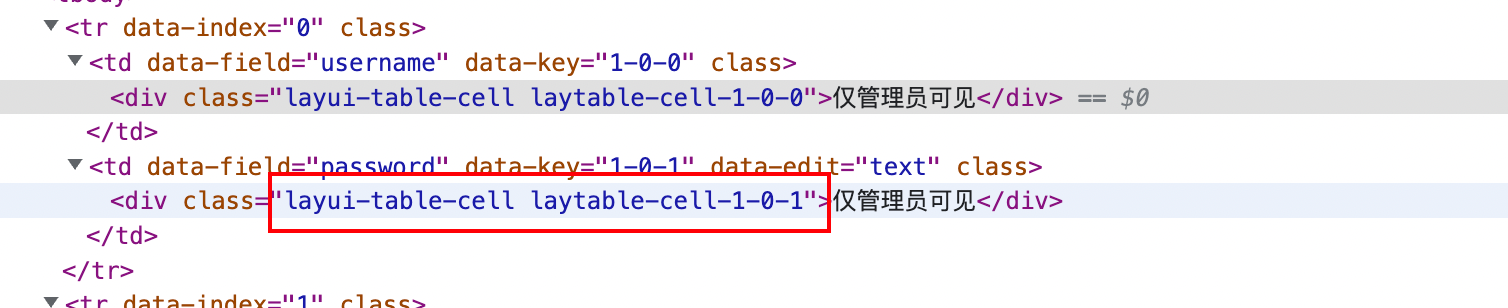 <tbody>
▼<tr data-index="0" class>
▼<td data-field="username" data-key="1-0-0" class>
<div class="layui-table-cell laytable-cell-1-0-0">仅管理员可见</div> == $0
</td>
▼<td data-field="password" data-key="1-0-1" data-edit="text" class>
<div class="layui-table-cell laytable-cell-1-0-1">仅管理员可见</div>
</td>
</tr>
▼<tr data-index="1" class>